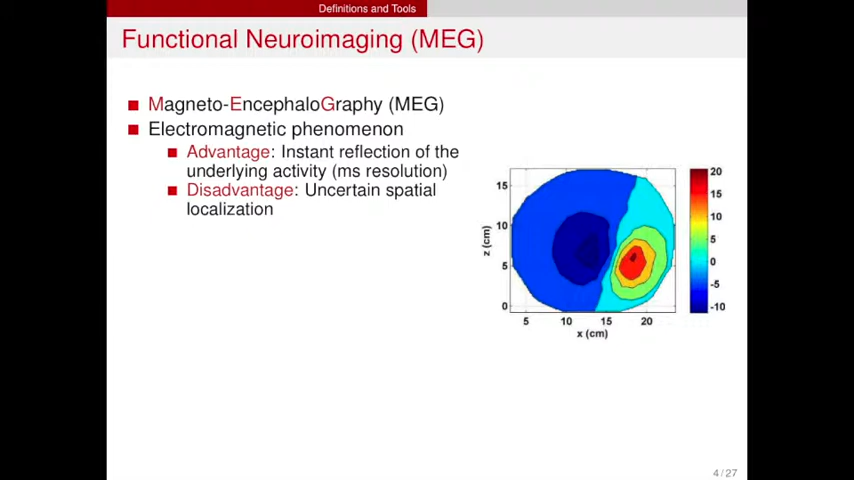 Definitions and Tools
Functional Neuroimaging (MEG)
Magneto-EncephaloGraphy (MEG)
Electromagnetic phenomenon
Advantage: Instant reflection of the
underlying activity (ms resolution)
Disadvantage: Uncertain spatial
localization
15
10
5
0
z (cm)
5 10 15 20
x (cm)
20
15
10
5
0
-5
-10
4 / 27